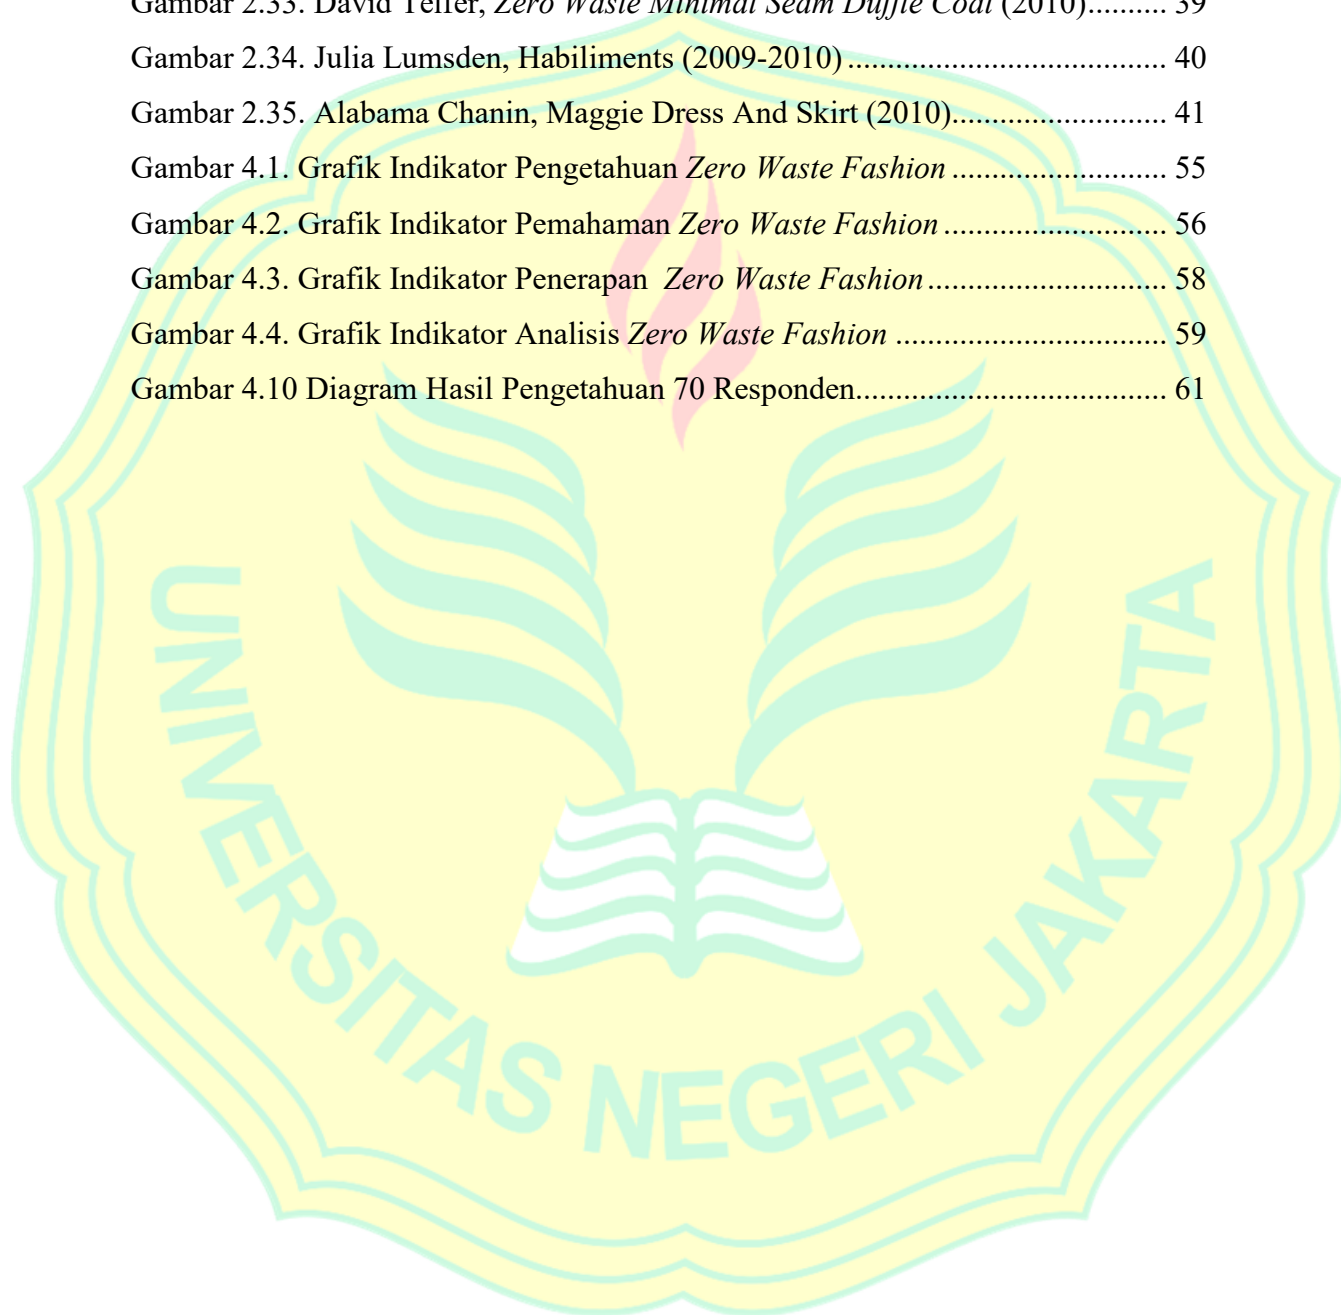 Gambar 2.33. David Telfer, Zero Waste Minimal Seam Duffle Coat (2010).......... 39
Gambar 2.34. Julia Lumsden, Habiliments (2009-2010) ........................................ 40
Gambar 2.35. Alabama Chanin, Maggie Dress And Skirt (2010)........................... 41
Gambar 4.1. Grafik Indikator Pengetahuan Zero Waste Fashion ........................... 55
Gambar 4.2. Grafik Indikator Pemahaman Zero Waste Fashion ............................ 56
Gambar 4.3. Grafik Indikator Penerapan  Zero Waste Fashion .............................. 58
Gambar 4.4. Grafik Indikator Analisis Zero Waste Fashion .................................. 59
Gambar 4.10 Diagram Hasil Pengetahuan 70 Responden....................................... 61
UNIVERSITAS NEGERI JAKARTA